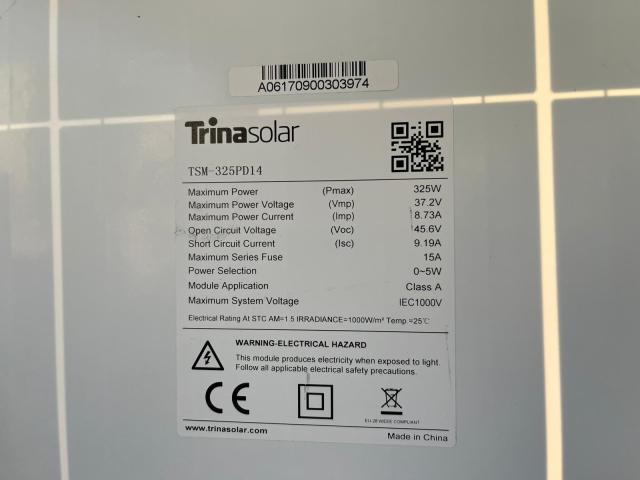 A06170900303974
Trinasolar
TSM-325PD14
Maximum Power (Pmax) 325W
Maximum Power Voltage (Vmp) 37.2V
Maximum Power Current (Imp) 8.73A
Open Circuit Voltage (Voc) 45.6V
Short Circuit Current (Isc) 9.19A
Maximum Series Fuse 15A
Power Selection 0~5W
Module Application Class A
Maximum System Voltage IEC1000V
Electrical Rating At STC AM=1.5 IRRADIANCE=1000W/m² Temp.=25℃
WARNING-ELECTRICAL HAZARD
This module produces electricity when exposed to light.
Follow all applicable electrical safety precautions.
CE
EU-28 WEEE COMPLIANT
www.trinasolar.com
Made in China